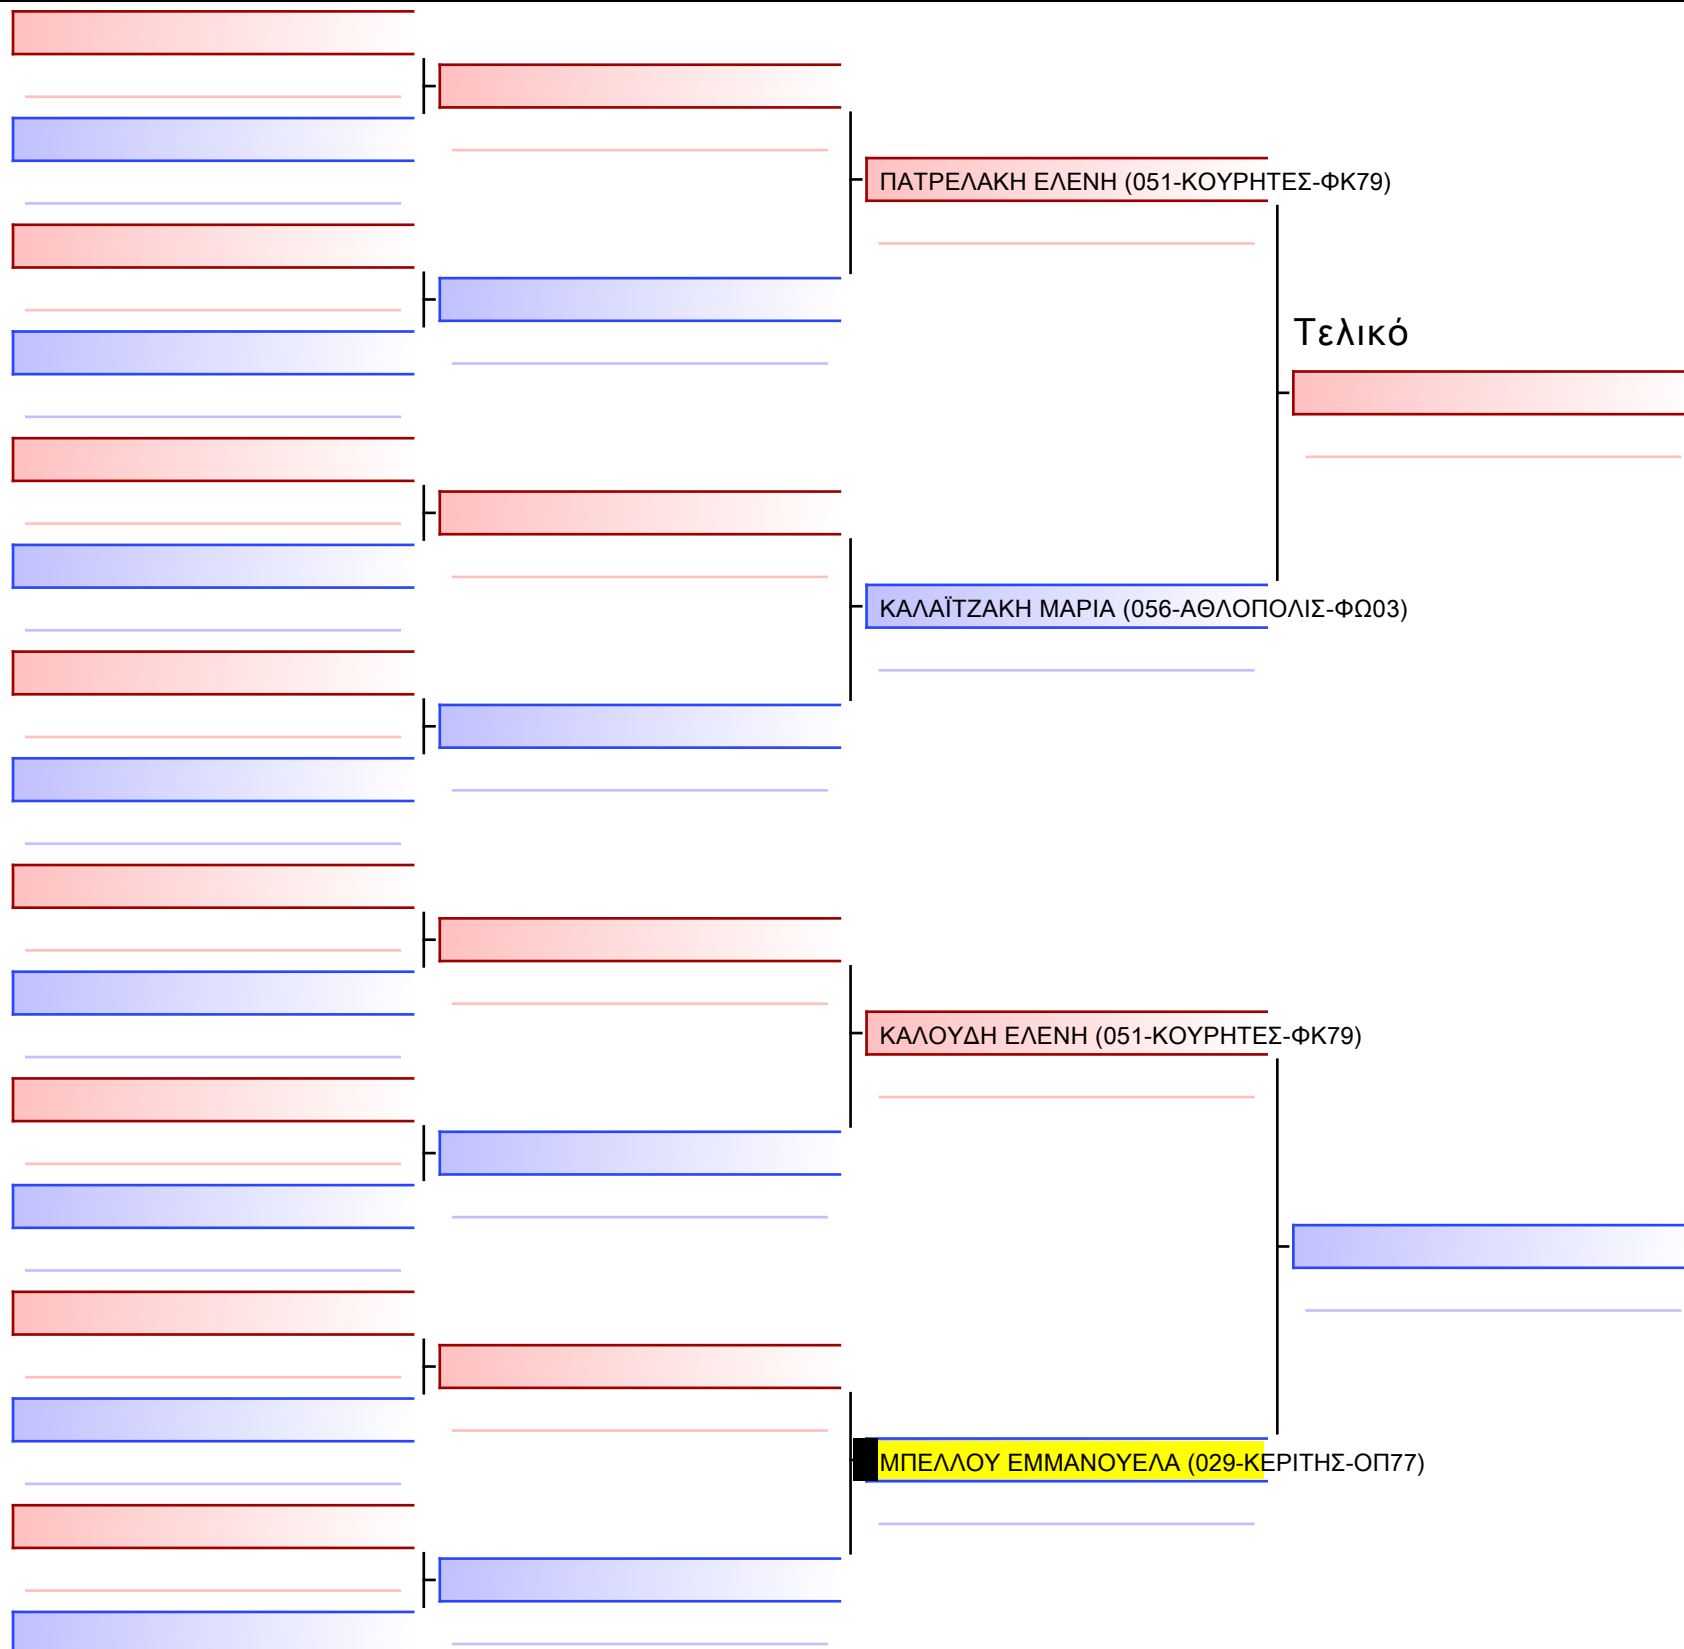 ΠΑΤΡΕΛΑΚΗ ΕΛΕΝΗ (051-ΚΟΥΡΗΤΕΣ-ΦΚ79)
Τελικό
ΚΑΛΑΪΤΖΑΚΗ ΜΑΡΙΑ (056-ΑΘΛΟΠΟΛΙΣ-ΦΩ03)
ΚΑΛΟΥΔΗ ΕΛΕΝΗ (051-ΚΟΥΡΗΤΕΣ-ΦΚ79)
ΜΠΕΛΛΟΥ ΕΜΜΑΝΟΥΕΛΑ (029-ΚΕΡΙΤΗΣ-ΟΠ77)